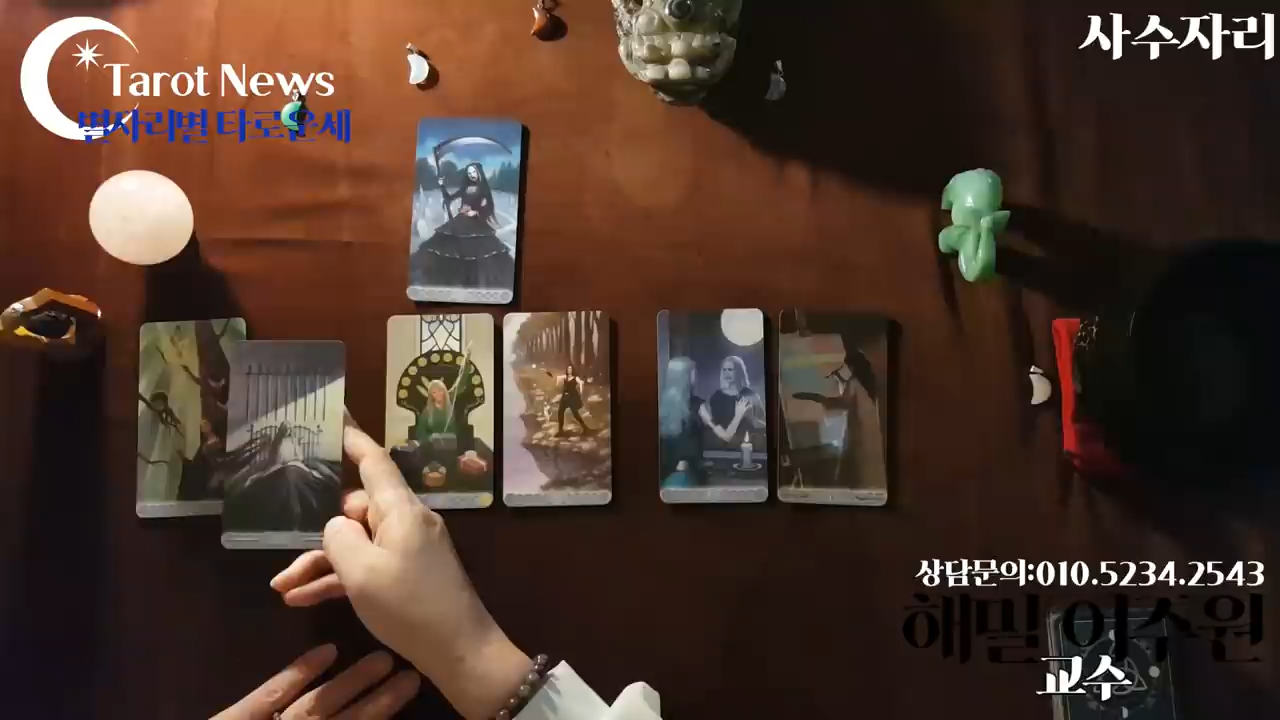 Tarot News
별자리별 타로운세
사수자리
상담문의:010.5234.2543
해밀 이주원
교수